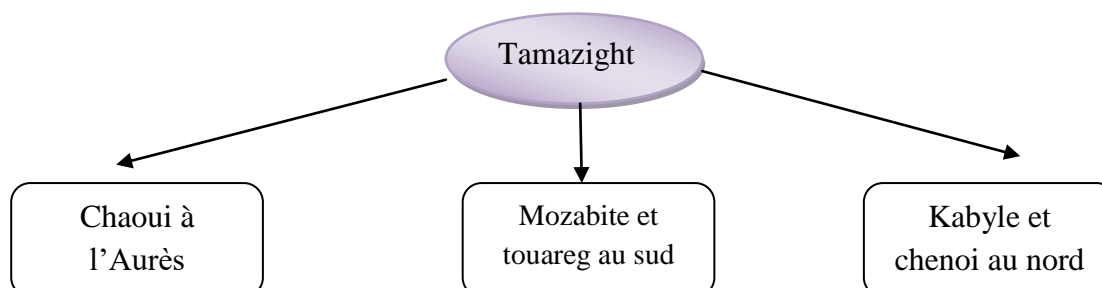 Tamazight
Chaoui à
l’Aurès
Mozabite et
touareg au sud
Kabyle et
chenoi au nord